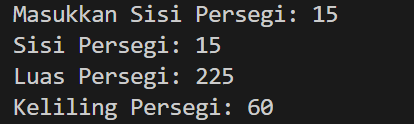 Masukkan Sisi Persegi: 15
Sisi Persegi: 15
Luas Persegi: 225
Keliling Persegi: 60